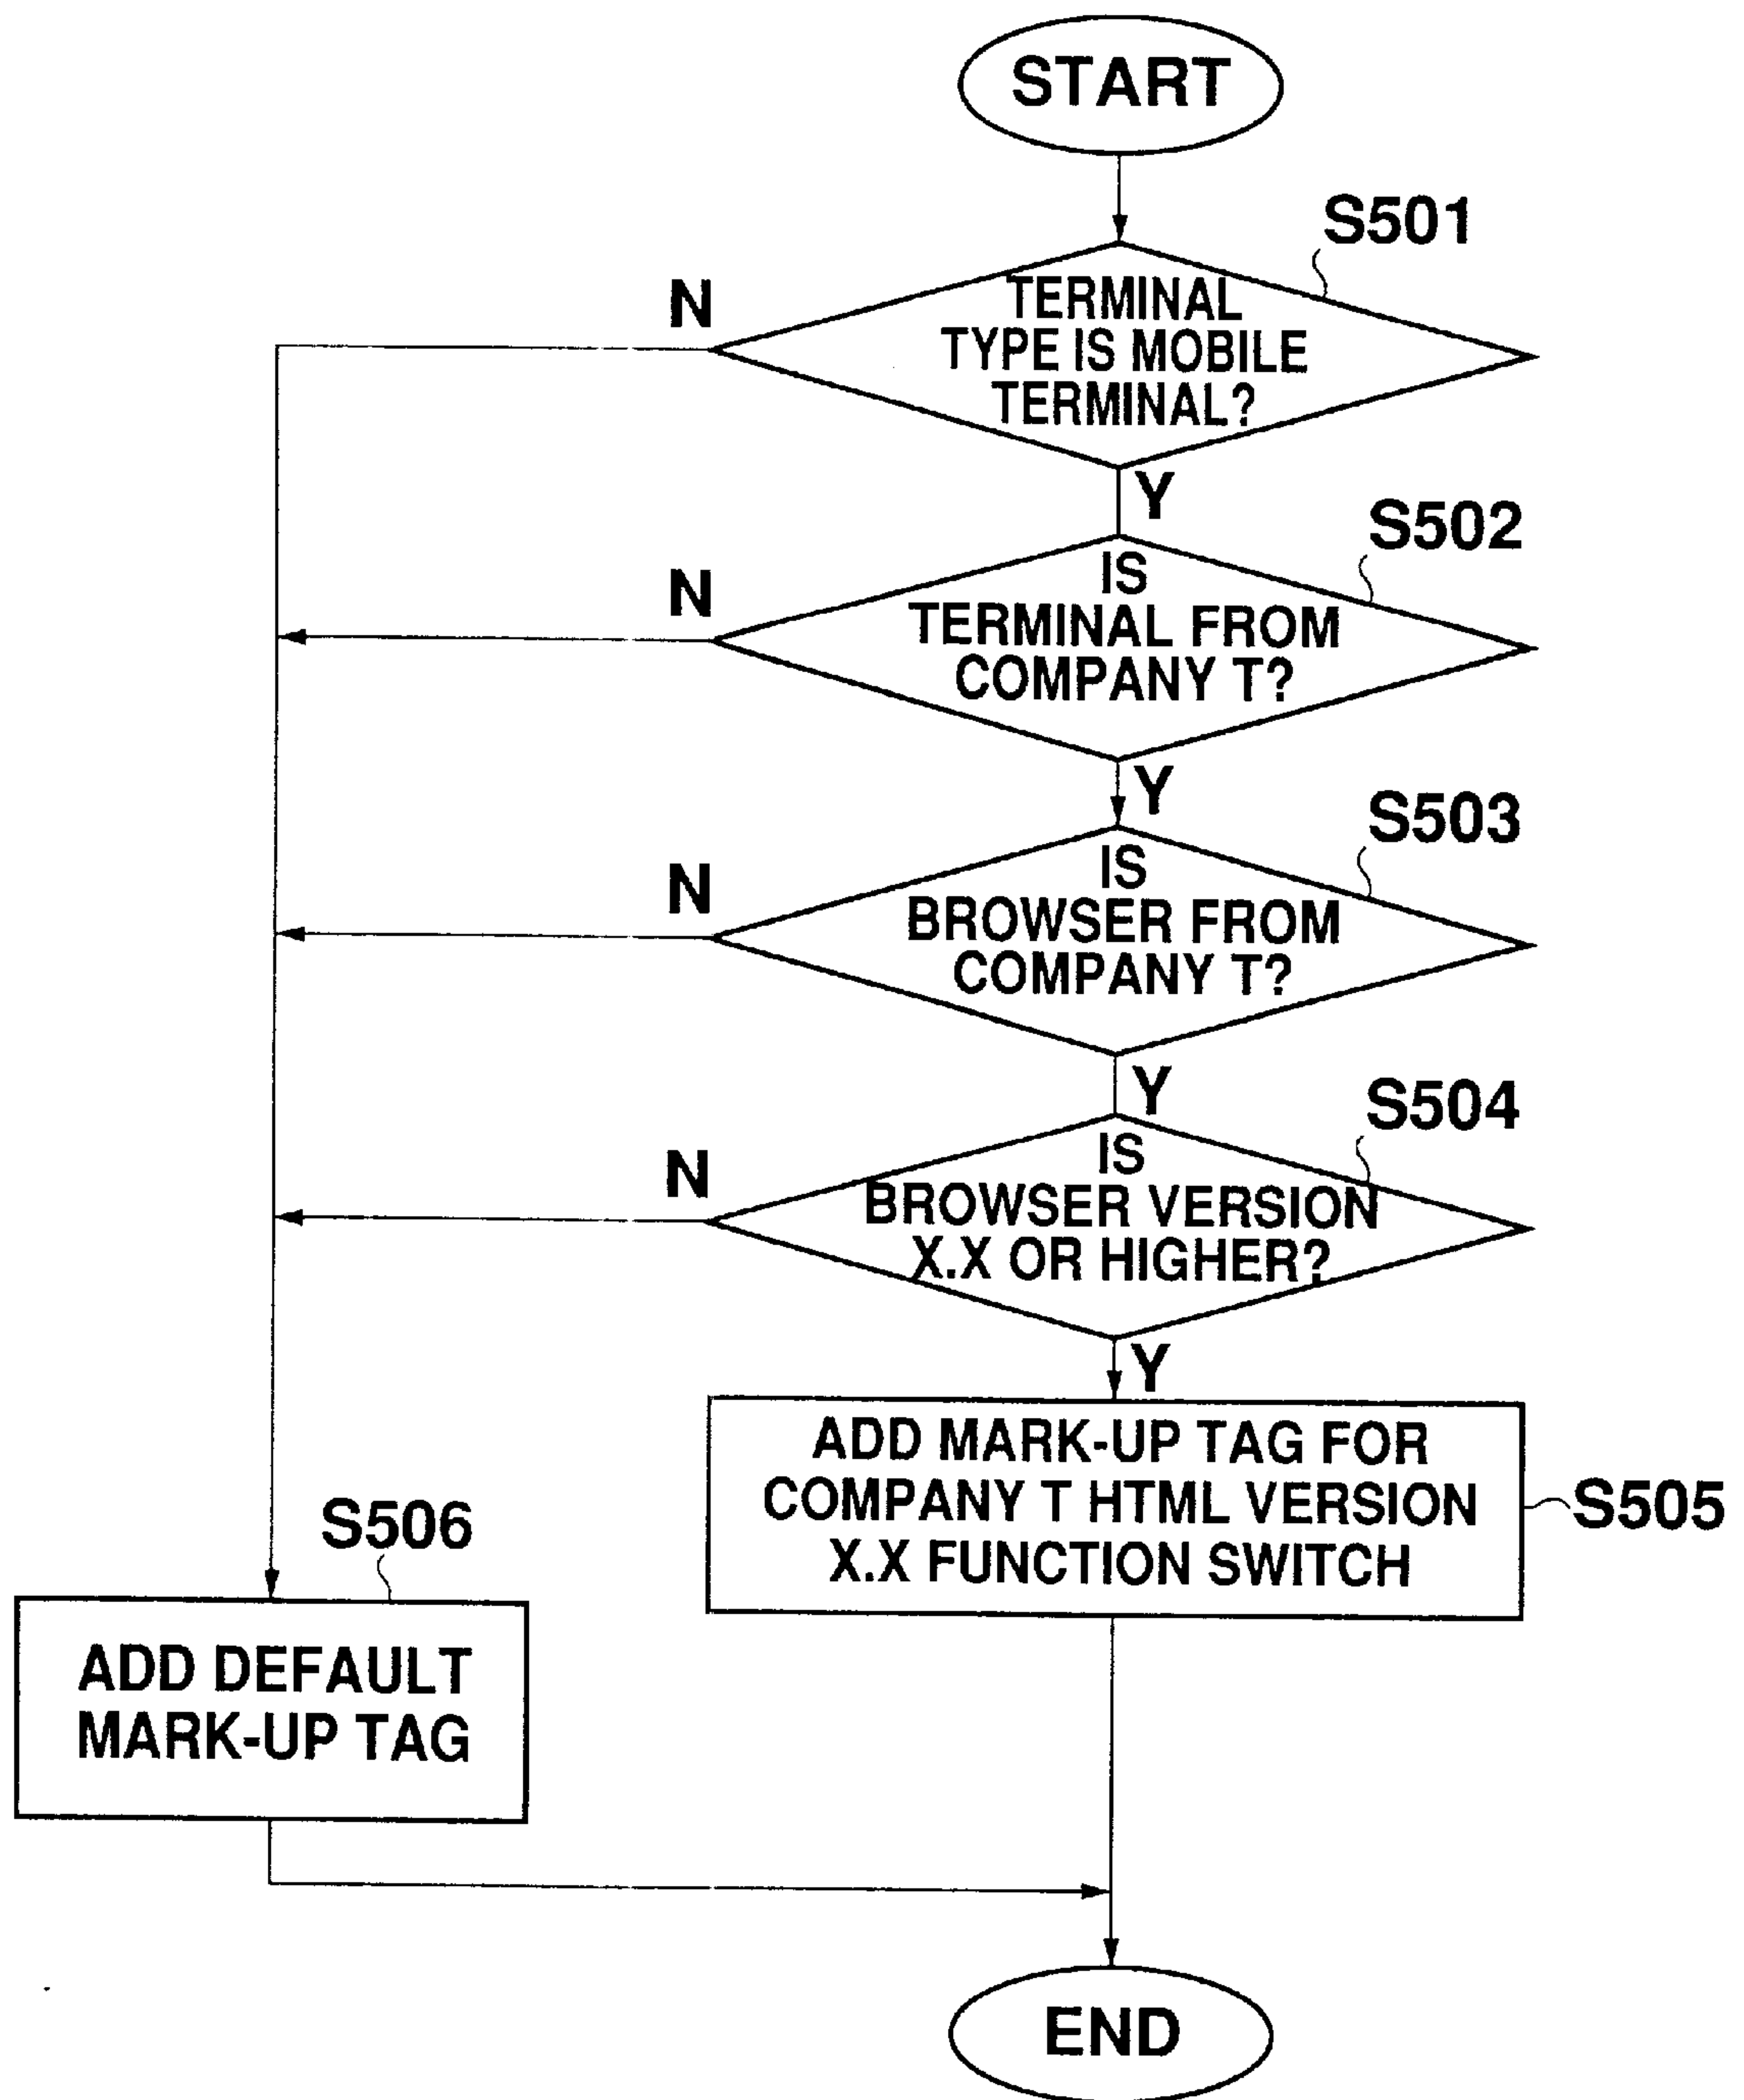 START
S501
N
TERMINAL
TYPE IS MOBILE
TERMINAL?
Y
S502
N
IS
TERMINAL FROM
COMPANY T?
Y
S503
N
IS
BROWSER FROM
COMPANY T?
Y
S504
N
IS
BROWSER VERSION
X.X OR HIGHER?
Y
ADD MARK-UP TAG FOR
COMPANY T HTML VERSION
X.X FUNCTION SWITCH
S505
S506
ADD DEFAULT
MARK-UP TAG
END